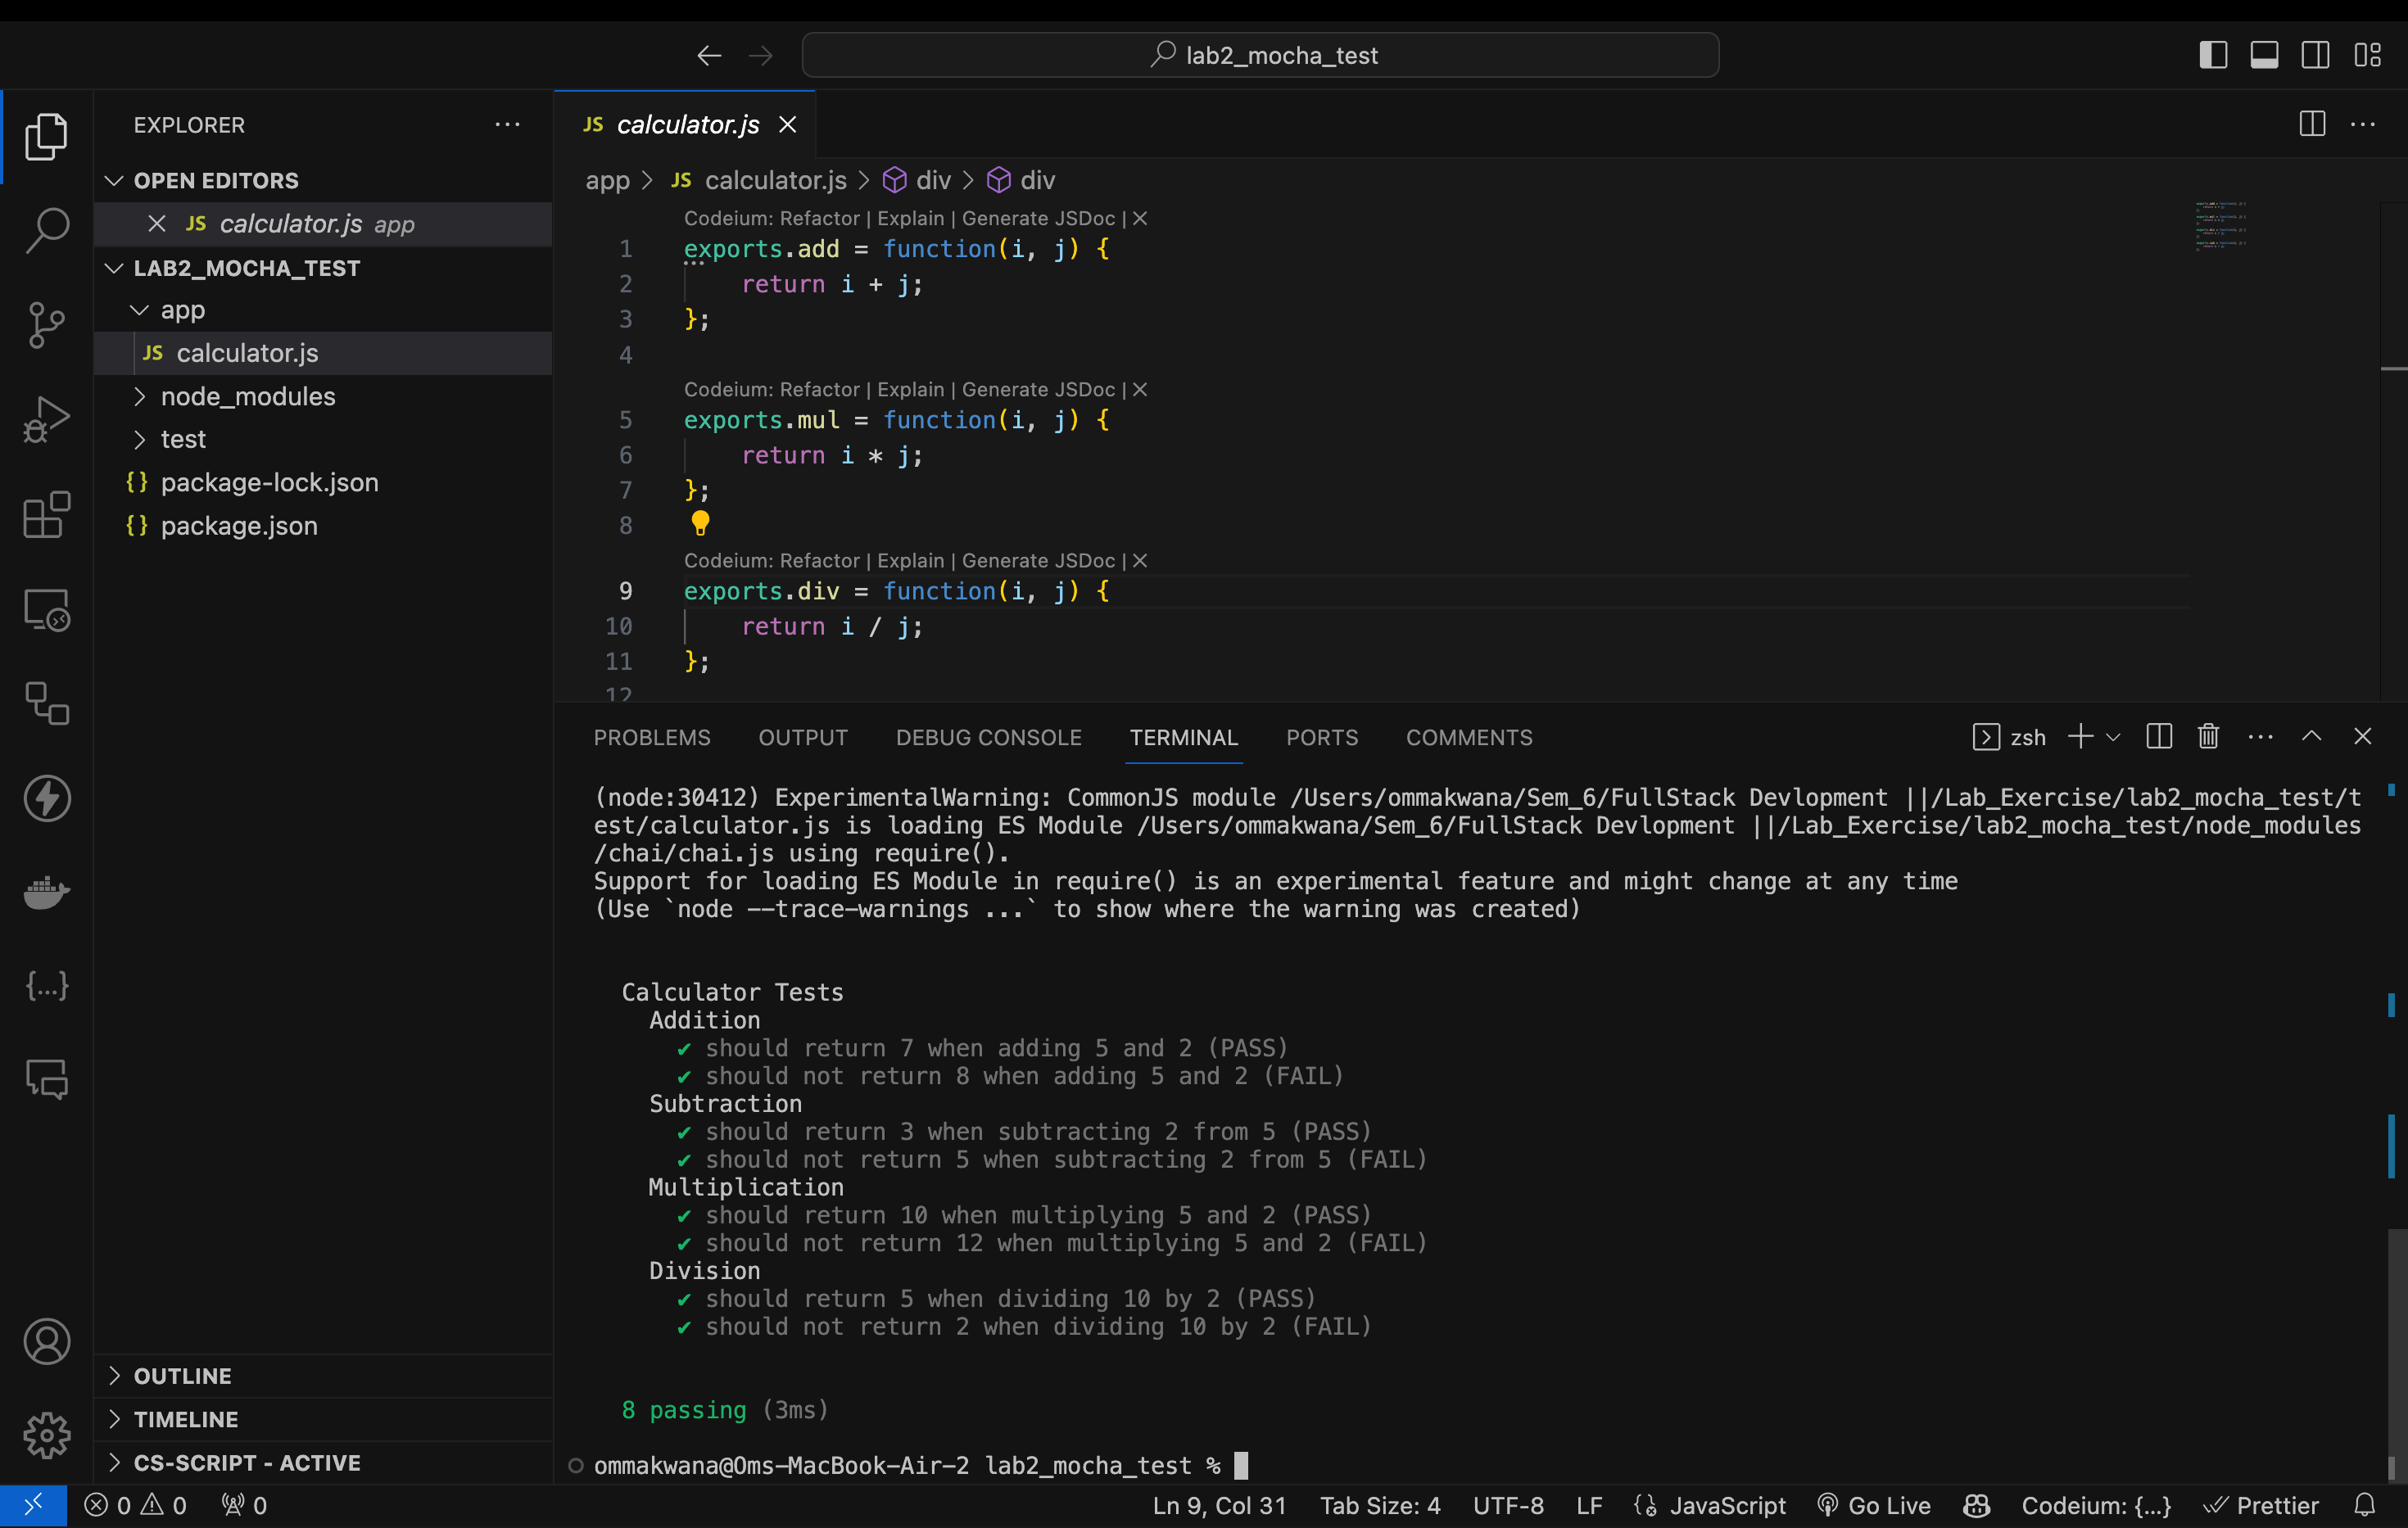 lab2_mocha_test
EXPLORER
OPEN EDITORS
JS calculator.js app
LAB2_MOCHA_TEST
app
JS calculator.js
node_modules
test
{} package-lock.json
{} package.json
OUTLINE
TIMELINE
CS-SCRIPT - ACTIVE
JS calculator.js
app > JS calculator.js > div > div
Codeium: Refactor | Explain | Generate JSDoc | ×
1 exports.add = function(i, j) {
2 return i + j;
3 };
4
Codeium: Refactor | Explain | Generate JSDoc | ×
5 exports.mul = function(i, j) {
6 return i * j;
7 };
8
Codeium: Refactor | Explain | Generate JSDoc | ×
9 exports.div = function(i, j) {
10 return i / j;
11 };
12
PROBLEMS OUTPUT DEBUG CONSOLE TERMINAL PORTS COMMENTS
zsh
(node:30412) ExperimentalWarning: CommonJS module /Users/ommakwana/Sem_6/FullStack Devlopment ||/Lab_Exercise/lab2_mocha_test/t
est/calculator.js is loading ES Module /Users/ommakwana/Sem_6/FullStack Devlopment ||/Lab_Exercise/lab2_mocha_test/node_modules
/chai/chai.js using require().
Support for loading ES Module in require() is an experimental feature and might change at any time
(Use `node --trace-warnings ...` to show where the warning was created)
Calculator Tests
Addition
✔ should return 7 when adding 5 and 2 (PASS)
✔ should not return 8 when adding 5 and 2 (FAIL)
Subtraction
✔ should return 3 when subtracting 2 from 5 (PASS)
✔ should not return 5 when subtracting 2 from 5 (FAIL)
Multiplication
✔ should return 10 when multiplying 5 and 2 (PASS)
✔ should not return 12 when multiplying 5 and 2 (FAIL)
Division
✔ should return 5 when dividing 10 by 2 (PASS)
✔ should not return 2 when dividing 10 by 2 (FAIL)
8 passing (3ms)
ommakwana@Oms-MacBook-Air-2 lab2_mocha_test %
0 0 0 Ln 9, Col 31 Tab Size: 4 UTF-8 LF JavaScript Go Live Codeium: {...} Prettier